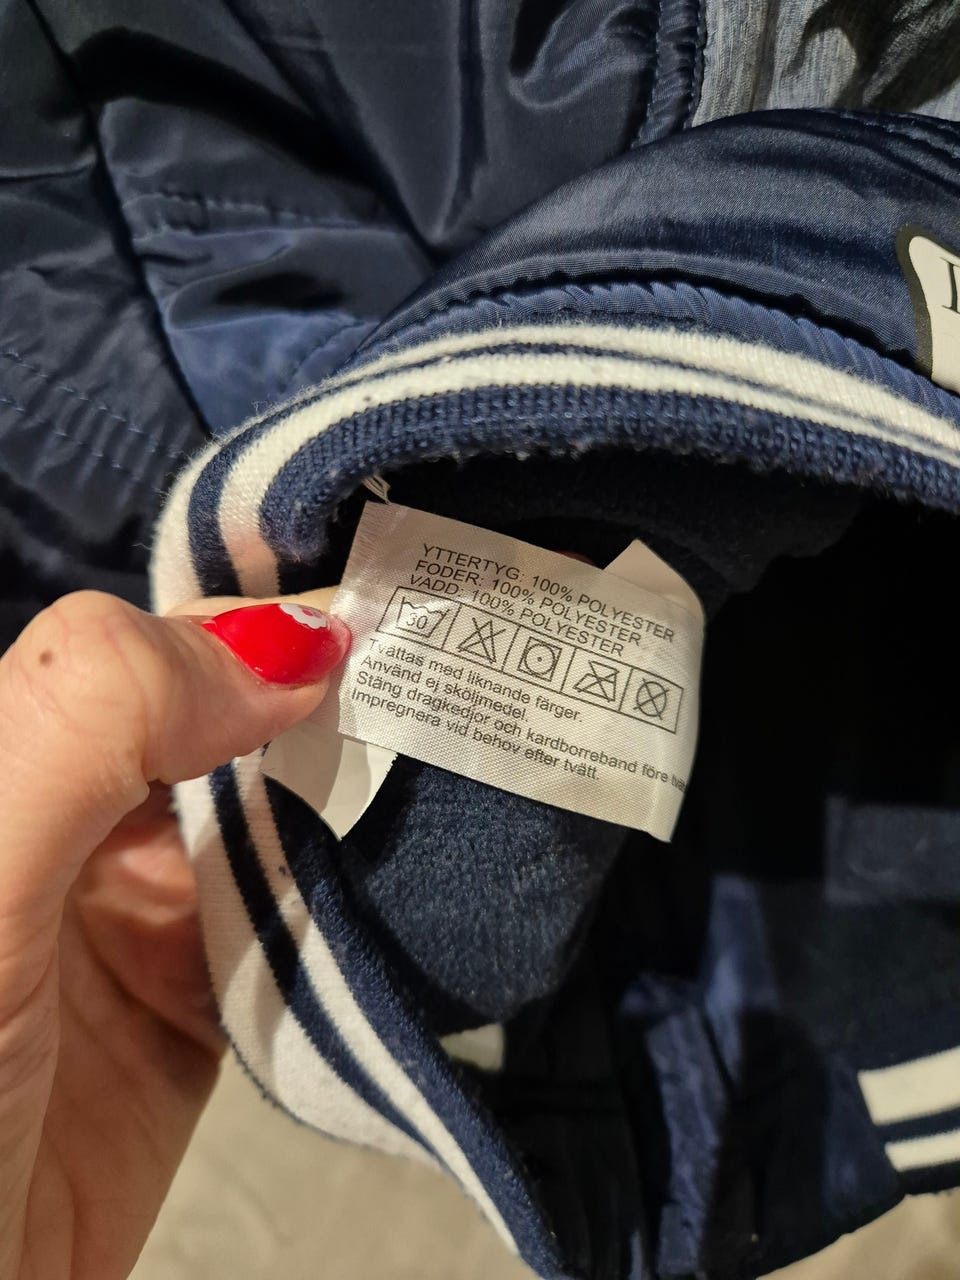 YTTERTYG: 100% POLYESTER
FODER: 100% POLYESTER
VADD: 100% POLYESTER
30
Tvättas med liknande färger.
Använd ej sköljmedel.
Stäng dragkedjor och kardborreband före
Impregnera vid behov efter tvätt.